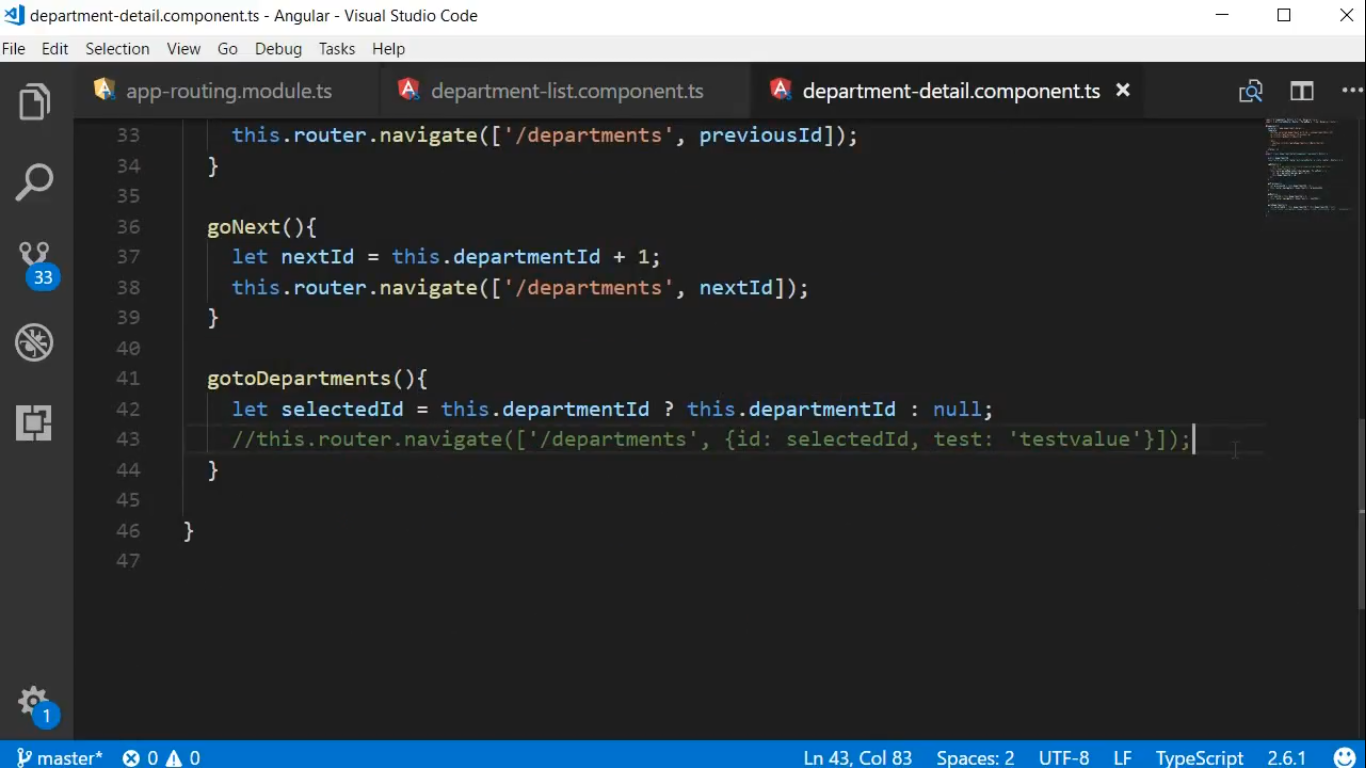 department-detail.component.ts - Angular - Visual Studio Code
File Edit Selection View Go Debug Tasks Help
app-routing.module.ts department-list.component.ts department-detail.component.ts
33 this.router.navigate(['/departments', previousId]);
34 }
35
36 goNext(){
37 let nextId = this.departmentId + 1;
38 this.router.navigate(['/departments', nextId]);
39 }
40
41 gotoDepartments(){
42 let selectedId = this.departmentId ? this.departmentId : null;
43 //this.router.navigate(['/departments', {id: selectedId, test: 'testvalue'}]);
44 }
45
46 }
47
33
1
master* 0 0 Ln 43, Col 83 Spaces: 2 UTF-8 LF TypeScript 2.6.1